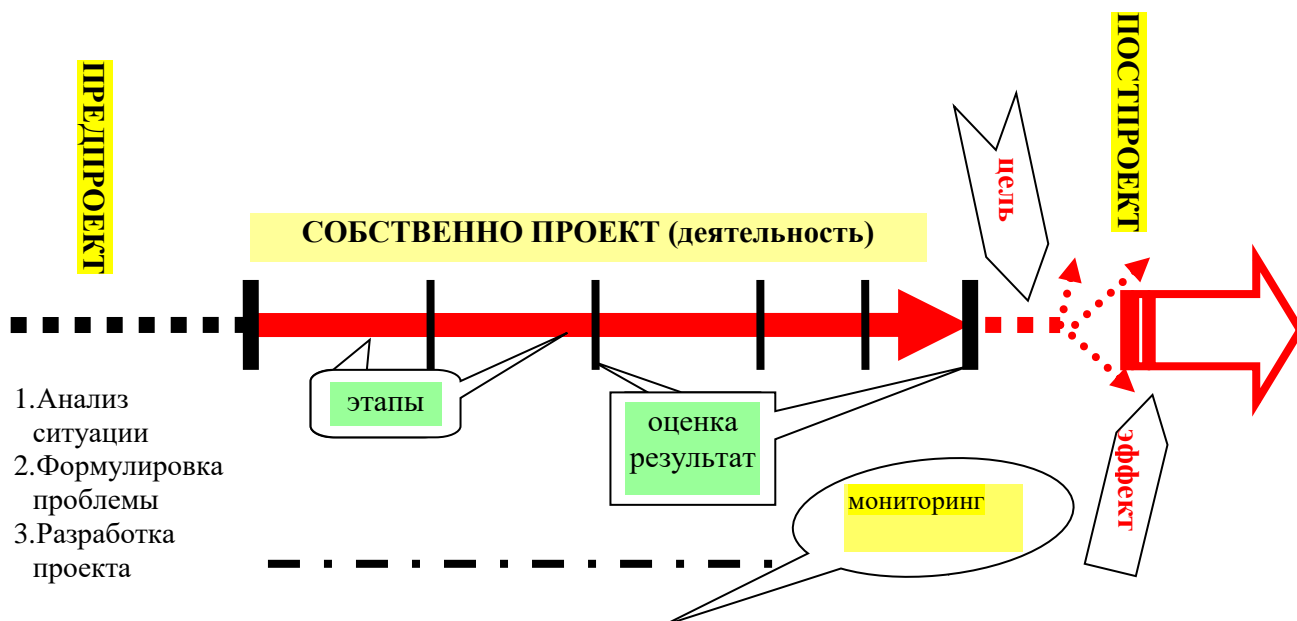 ПРЕДПРОЕКТ
СОБСТВЕННО ПРОЕКТ (деятельность)
цель
ПОСТПРОЕКТ
1.Анализ
ситуации
2.Формулировка
проблемы
3.Разработка
проекта
этапы
оценка
результат
мониторинг
эффект